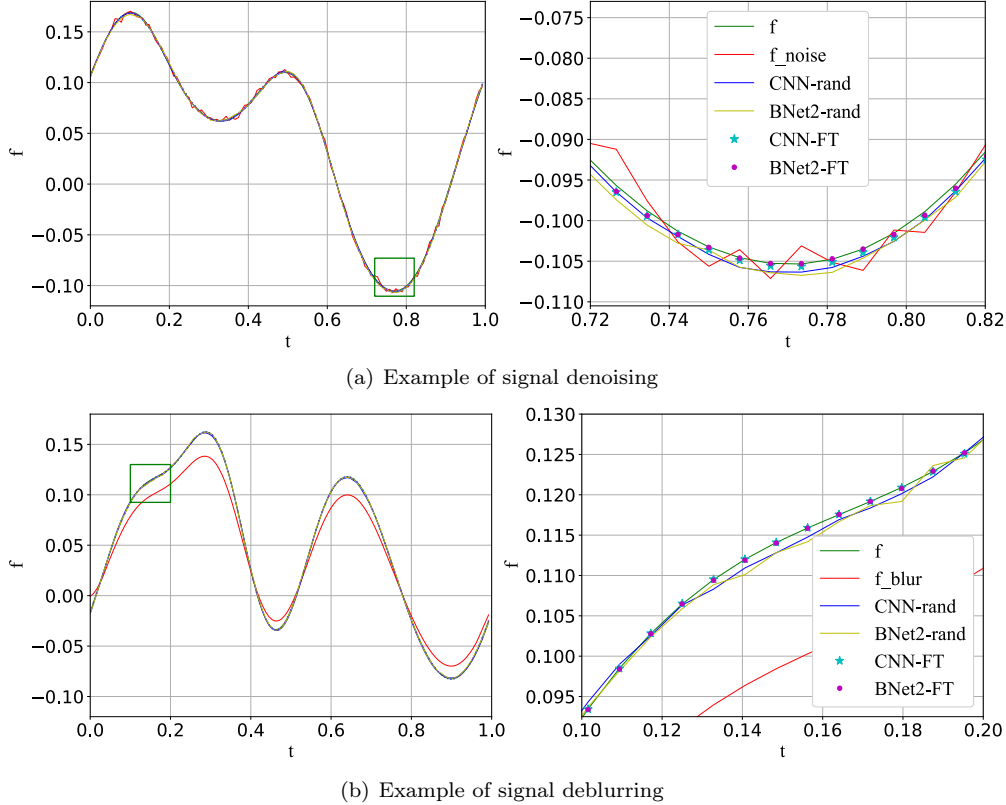 0.15
0.10
0.05
0.00
−0.05
−0.10
f
0.0 0.2 0.4 0.6 0.8 1.0
t
−0.075
−0.080
−0.085
−0.090
−0.095
−0.100
−0.105
−0.110
f
0.72 0.74 0.76 0.78 0.80 0.82
t
f
f_noise
CNN-rand
BNet2-rand
CNN-FT
BNet2-FT
(a) Example of signal denoising
0.15
0.10
0.05
0.00
−0.05
−0.10
f
0.0 0.2 0.4 0.6 0.8 1.0
t
0.130
0.125
0.120
0.115
0.110
0.105
0.100
0.095
f
0.10 0.12 0.14 0.16 0.18 0.20
t
f
f_blur
CNN-rand
BNet2-rand
CNN-FT
BNet2-FT
(b) Example of signal deblurring